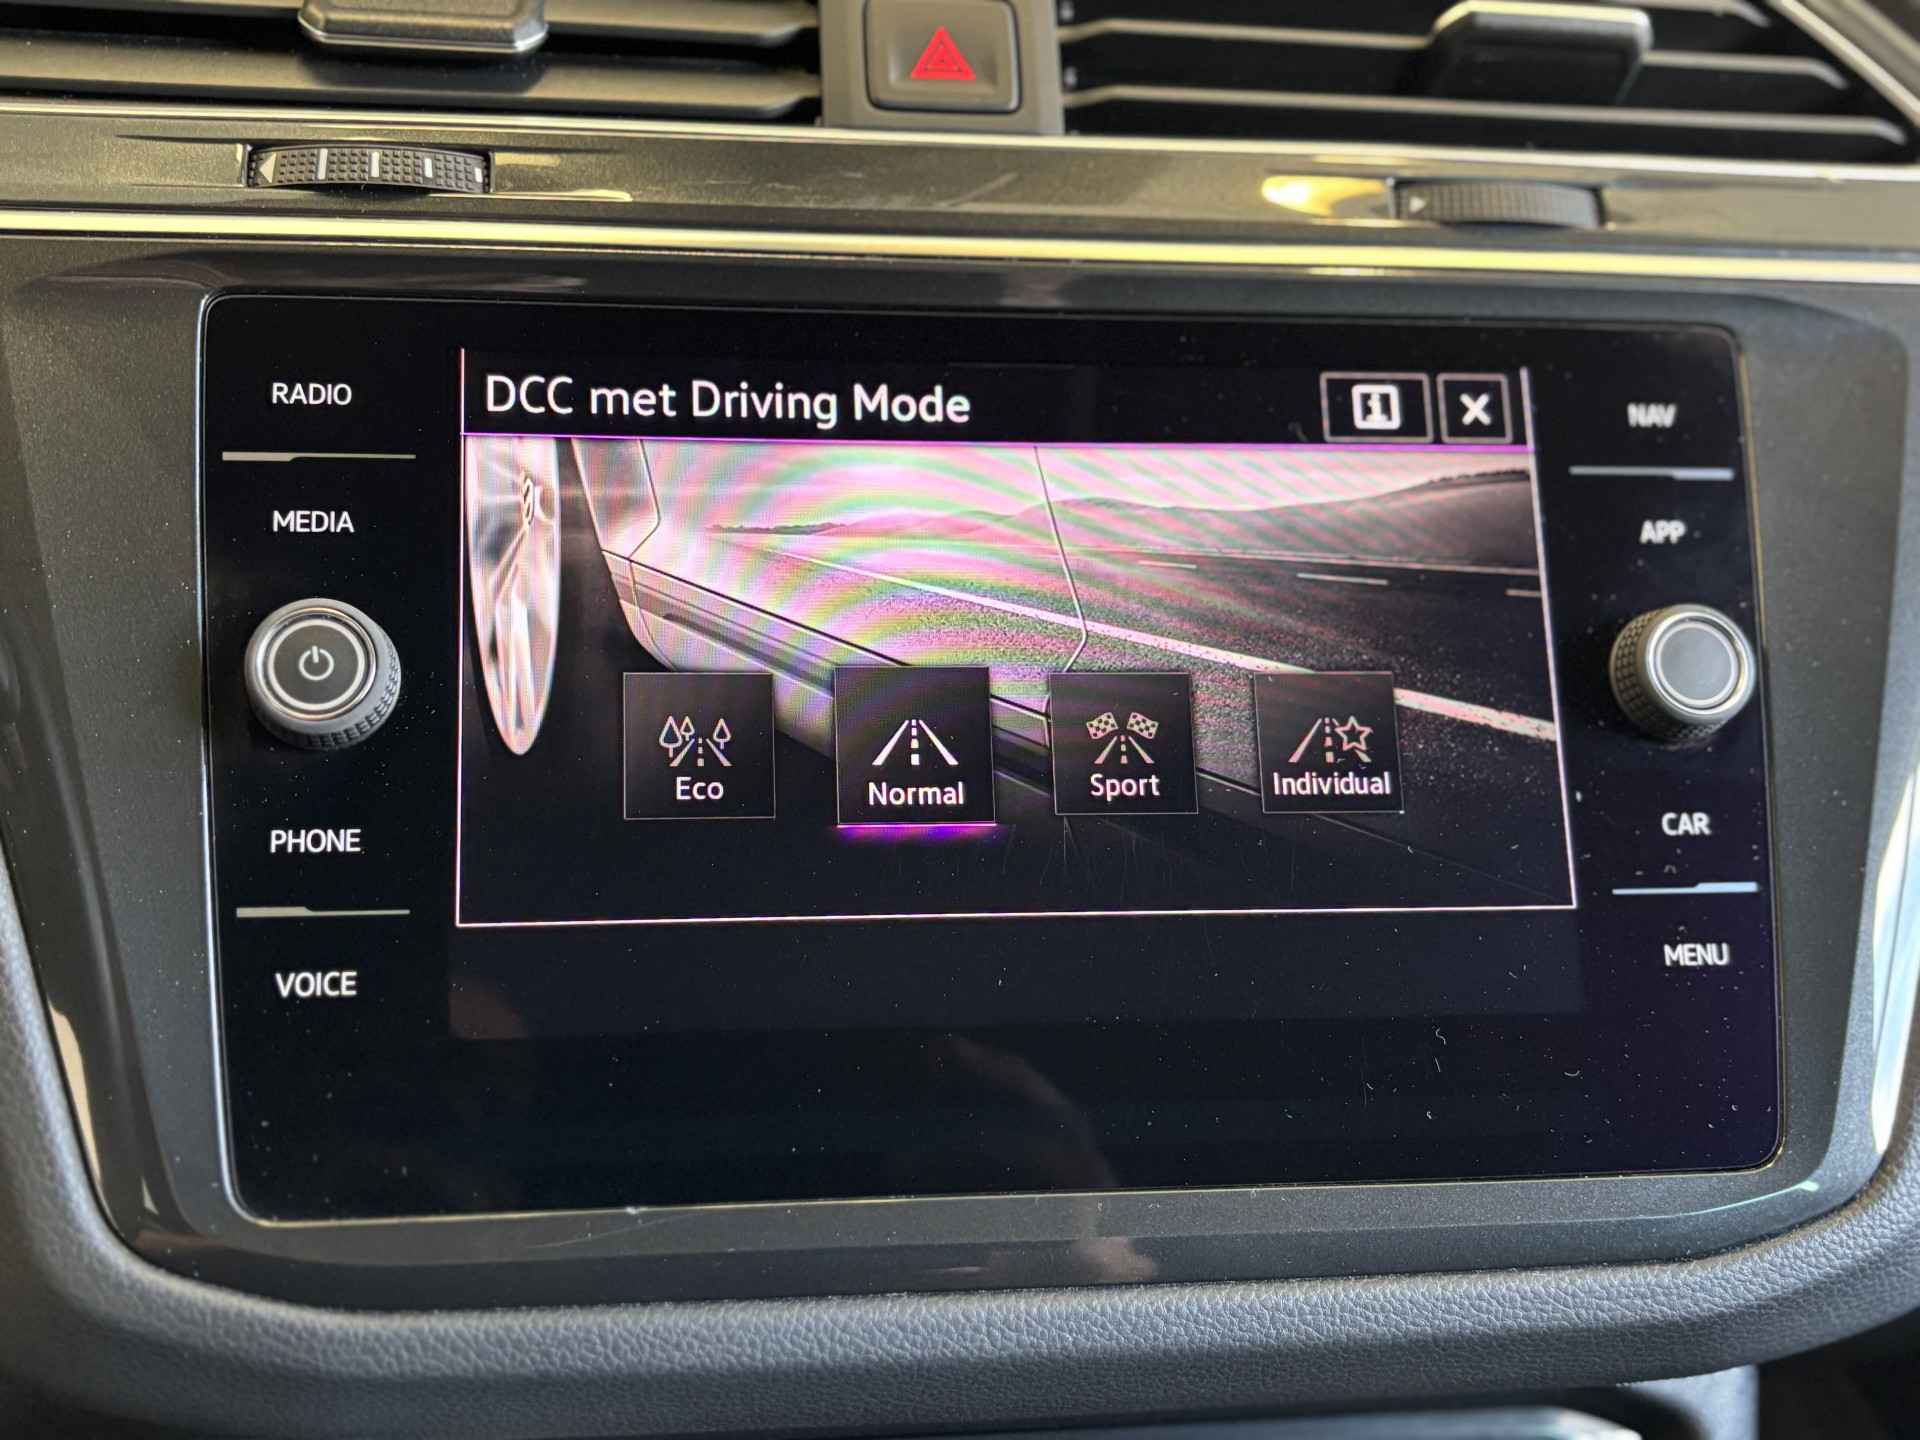 RADIO
MEDIA
PHONE
VOICE
DCC met Driving Mode
Eco
Normal
Sport
Individual
NAV
APP
CAR
MENU